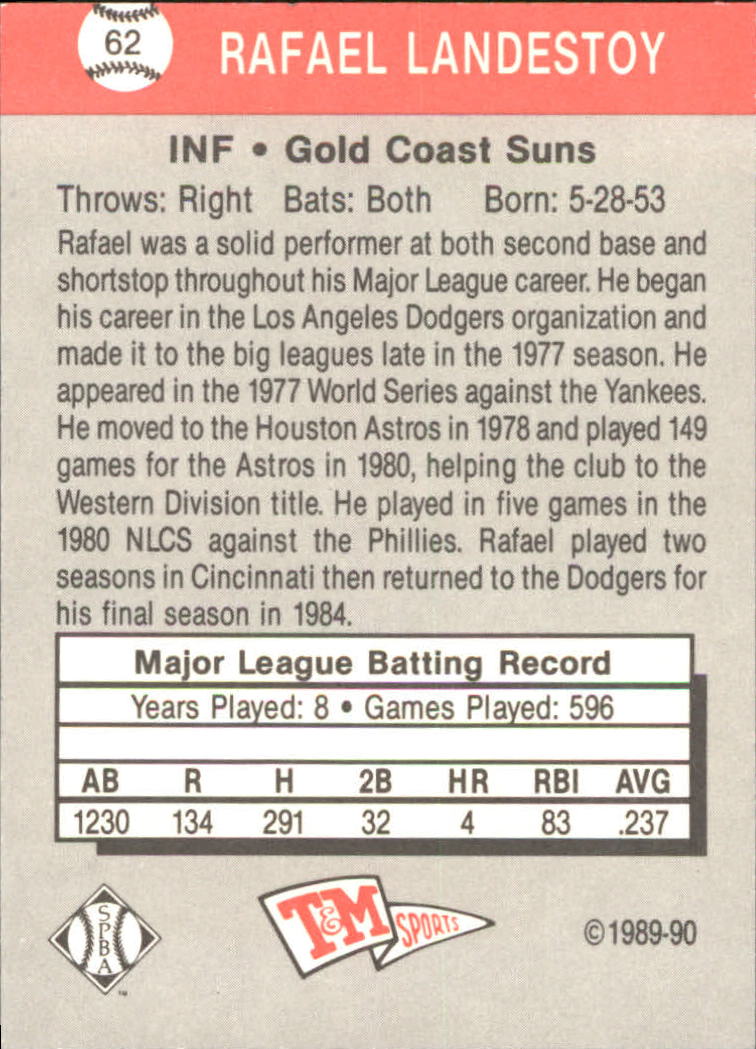 62
RAFAEL LANDESTOY
INF • Gold Coast Suns
Throws: Right Bats: Both Born: 5-28-53
Rafael was a solid performer at both second base and
shortstop throughout his Major League career. He began
his career in the Los Angeles Dodgers organization and
made it to the big leagues late in the 1977 season. He
appeared in the 1977 World Series against the Yankees.
He moved to the Houston Astros in 1978 and played 149
games for the Astros in 1980, helping the club to the
Western Division title. He played in five games in the
1980 NLCS against the Phillies. Rafael played two
seasons in Cincinnati then returned to the Dodgers for
his final season in 1984.
Major League Batting Record
Years Played: 8 • Games Played: 596
AB R H 2B HR RBI AVG
1230 134 291 32 4 83 .237
SPBA
™
T&M
SPORTS
©1989-90